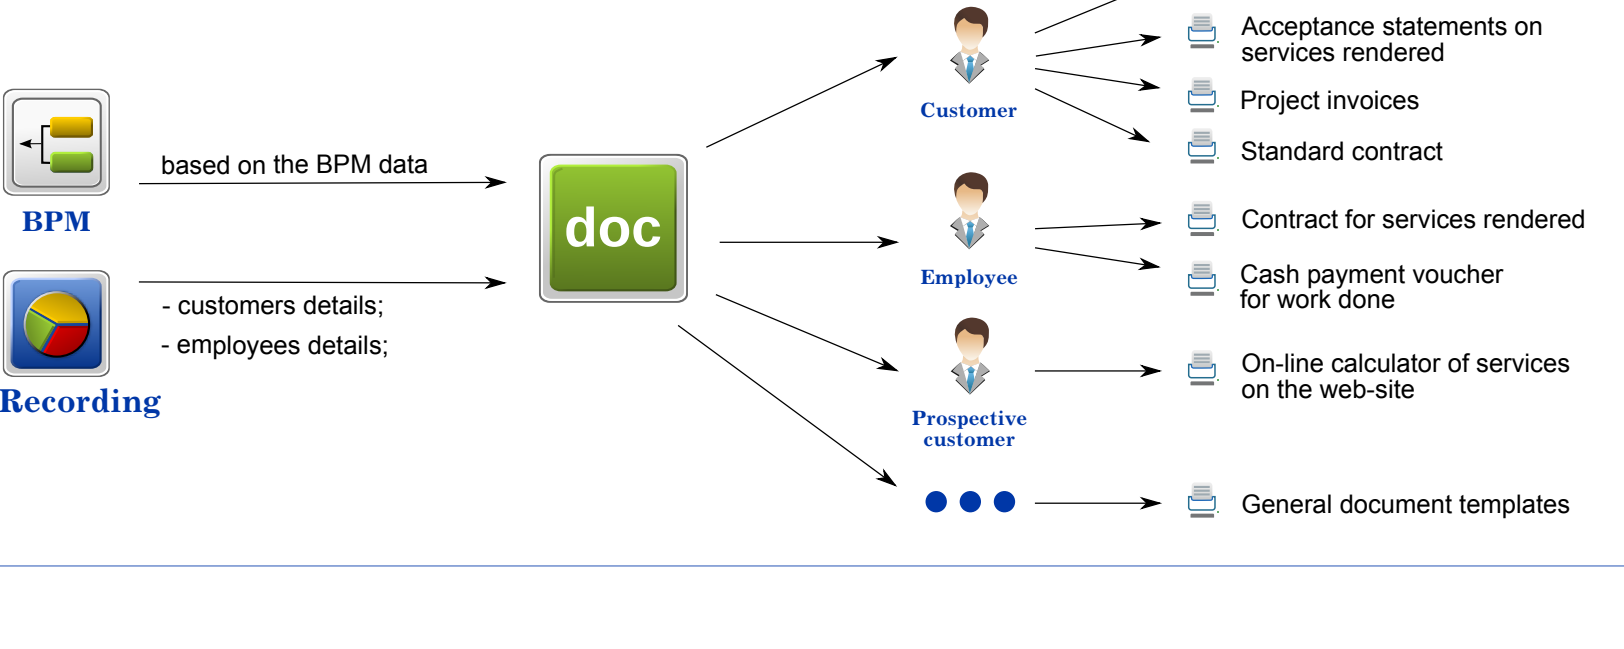 BPM
based on the BPM data
Recording
- customers details;
- employees details;
doc
Customer
Acceptance statements on
services rendered
Project invoices
Standard contract
Employee
Contract for services rendered
Cash payment voucher
for work done
Prospective
customer
On-line calculator of services
on the web-site
General document templates